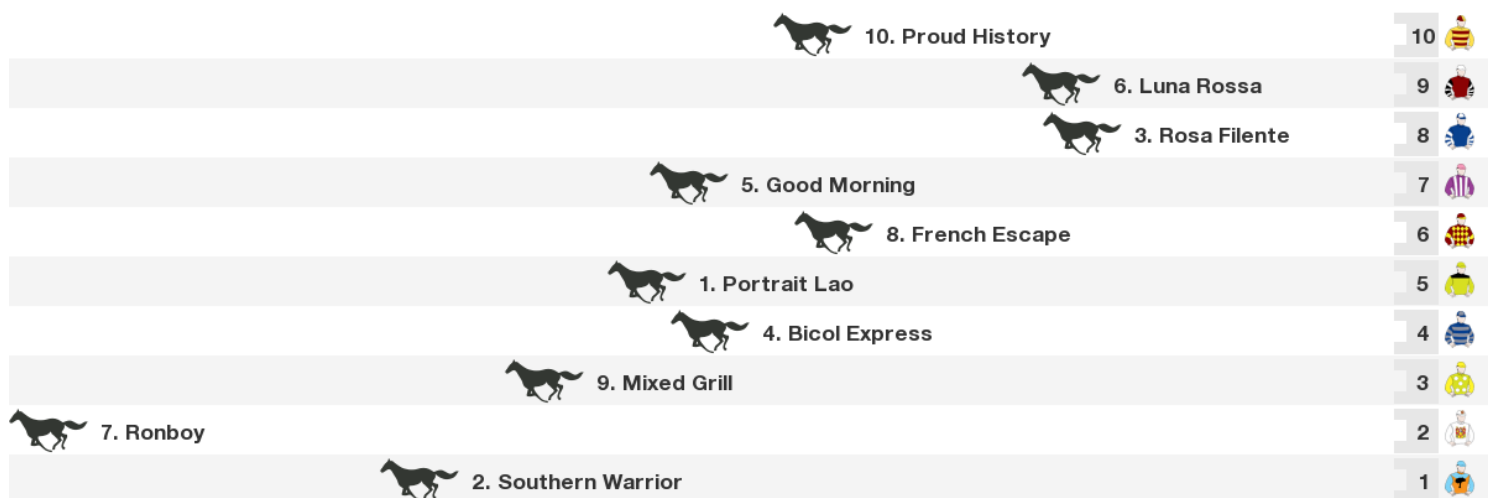 10. Proud History 10
6. Luna Rossa 9
3. Rosa Filente 8
5. Good Morning 7
8. French Escape 6
1. Portrait Lao 5
4. Bicol Express 4
9. Mixed Grill 3
7. Ronboy 2
2. Southern Warrior 1